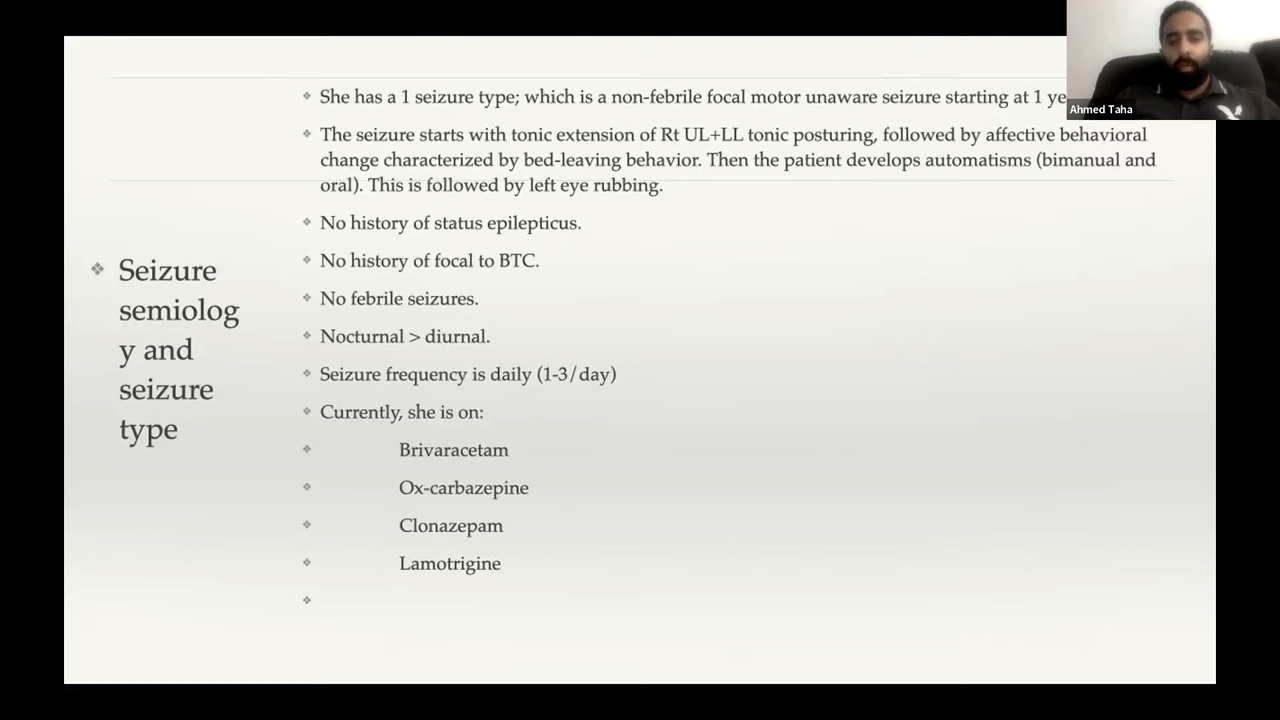 Ahmed Taha
She has a 1 seizure type; which is a non-febrile focal motor unaware seizure starting at 1
The seizure starts with tonic extension of Rt UL+LL tonic posturing, followed by affective behavioral
change characterized by bed-leaving behavior. Then the patient develops automatisms (bimanual and
oral). This is followed by left eye rubbing.
No history of status epilepticus.
No history of focal to BTC.
No febrile seizures.
Nocturnal > diurnal.
Seizure frequency is daily (1-3/day)
Currently, she is on:
Brivaracetam
Ox-carbazepine
Clonazepam
Lamotrigine
Seizure
semiolog
y and
seizure
type